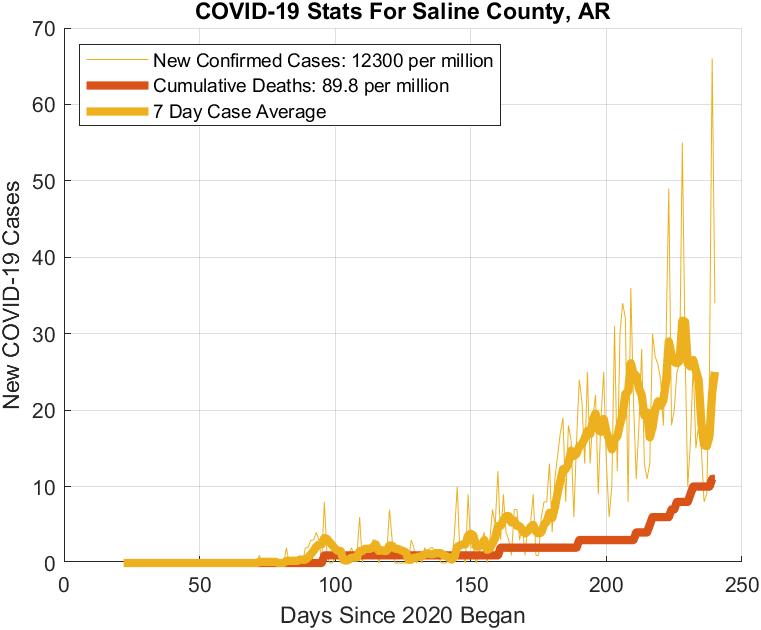 COVID-19 Stats For Saline County, AR
70
60
50
40
30
20
10
0
New Confirmed Cases: 12300 per million
Cumulative Deaths: 89.8 per million
7 Day Case Average
New COVID-19 Cases
0 50 100 150 200 250
Days Since 2020 Began